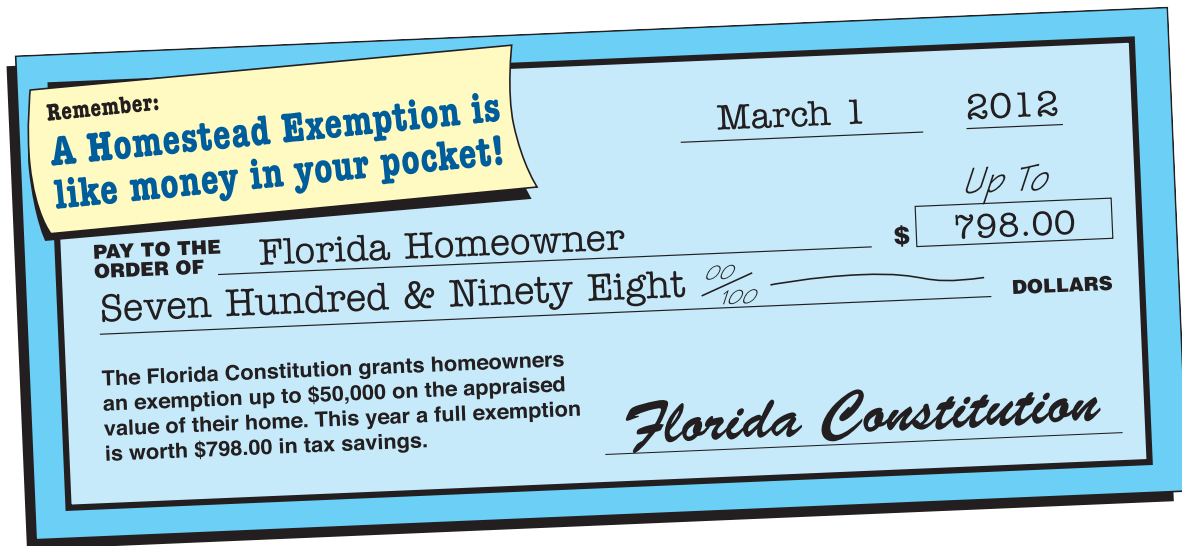 Remember:
A Homestead Exemption is
like money in your pocket!
March 1 2012
Up To
PAY TO THE
ORDER OF Florida Homeowner $ 798.00
Seven Hundred & Ninety Eight 00/100 DOLLARS
The Florida Constitution grants homeowners
an exemption up to $50,000 on the appraised
value of their home. This year a full exemption
is worth $798.00 in tax savings.
Florida Constitution